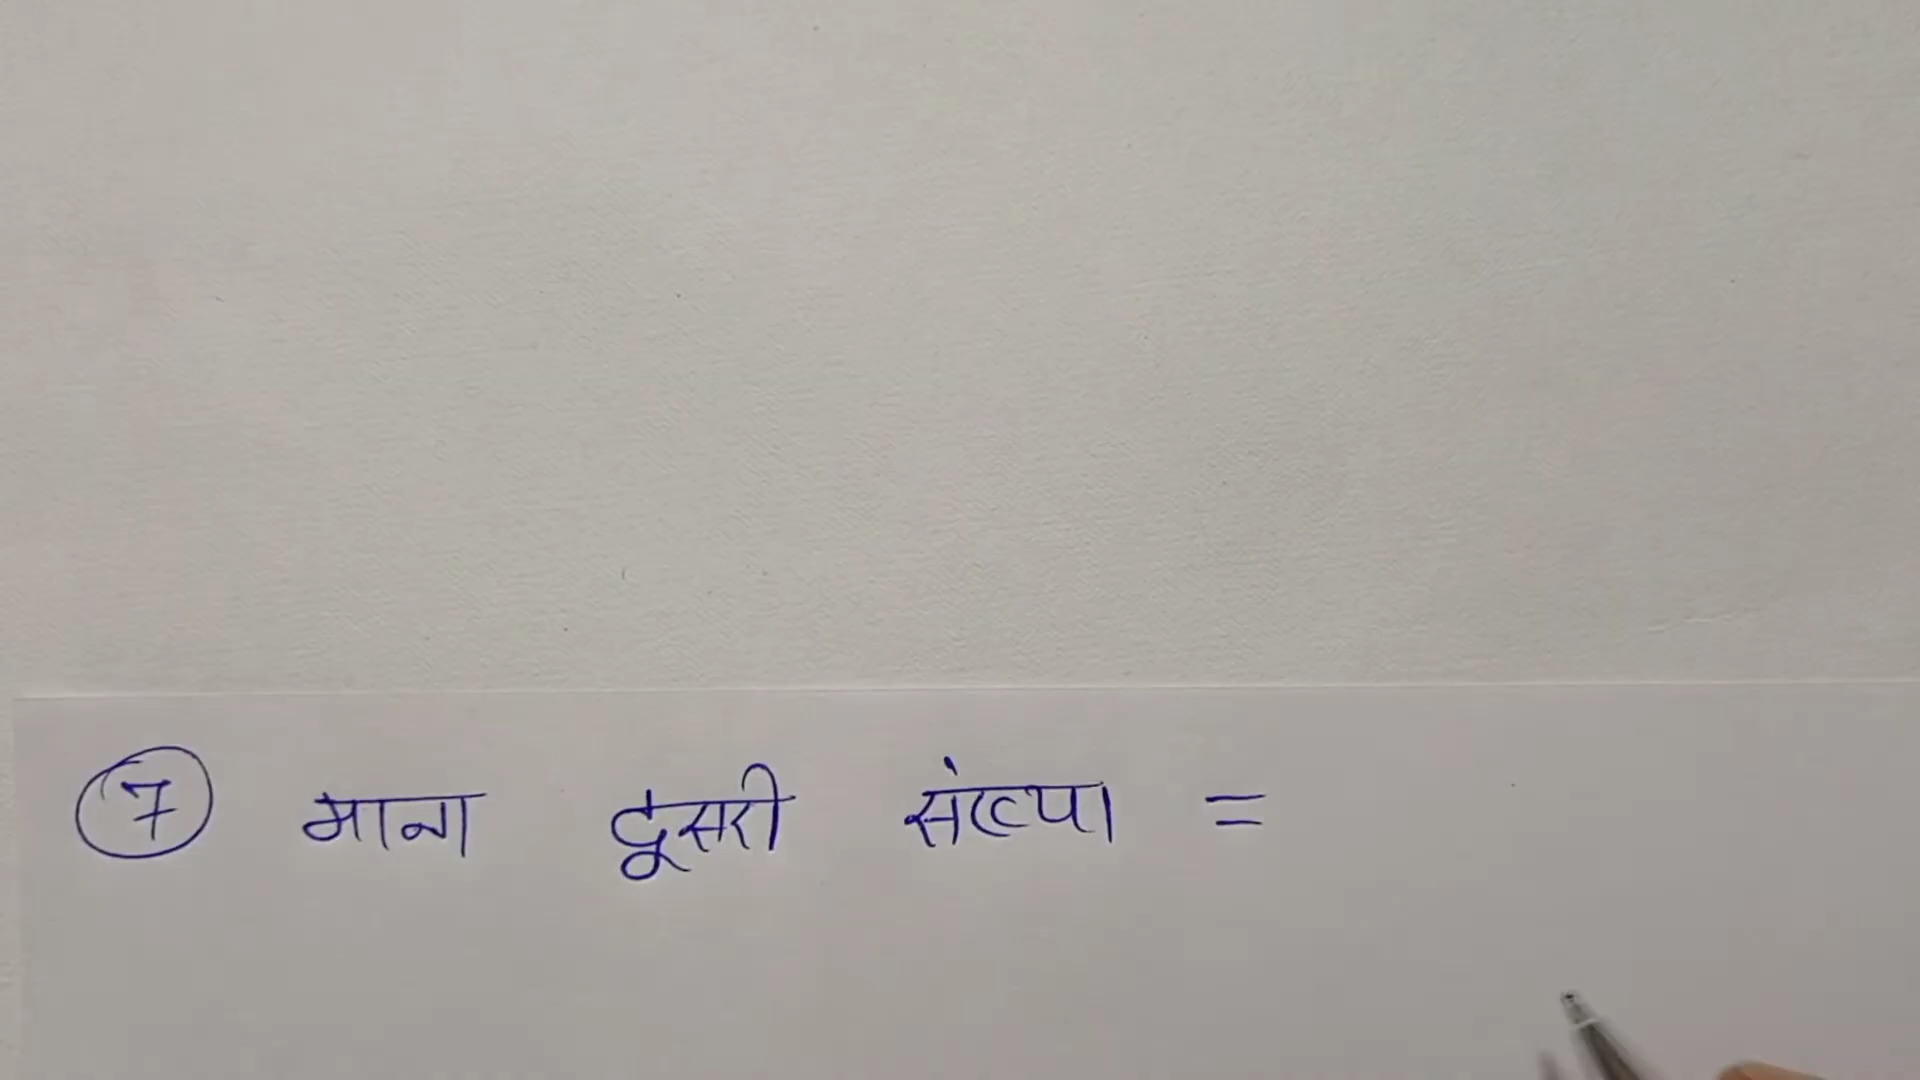 7 माना दूसरी संख्या =